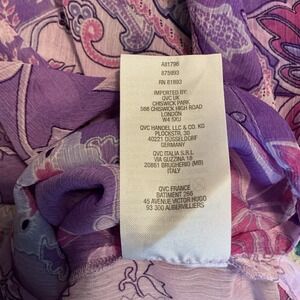 A81798
875893
RN 81893
IMPORTED BY:
QVC UK
CHISWICK PARK
566 CHISWICK HIGH ROAD
LONDON
W4 5XU
QVC HANDEL LLC & CO. KG
PLOCKSTR. 30
40221 DÜSSELDORF
GERMANY
QVC ITALIA S.R.L.
VIA GUZZINA 18
20861 BRUGHERIO (MB)
ITALY
QVC FRANCE
BATIMENT 266
45 AVENUE VICTOR HUGO
93 300 AUBERVILLIERS